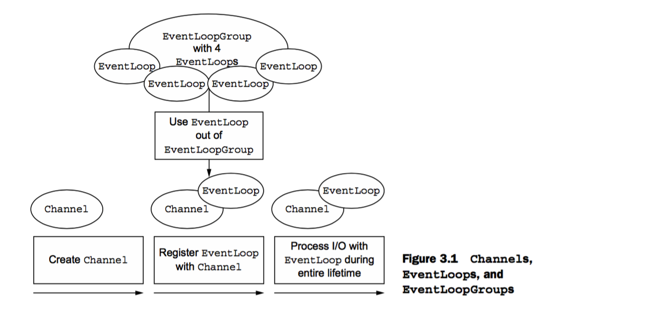 EventLoopGroup
with 4
EventLoops
EventLoop
EventLoop
EventLoop
EventLoop
Use EventLoop
out of
EventLoopGroup
Channel
Channel
EventLoop
Channel
EventLoop
Create Channel
Register EventLoop
with Channel
Process I/O with
EventLoop during
entire lifetime
Figure 3.1 Channels,
EventLoops, and
EventLoopGroups